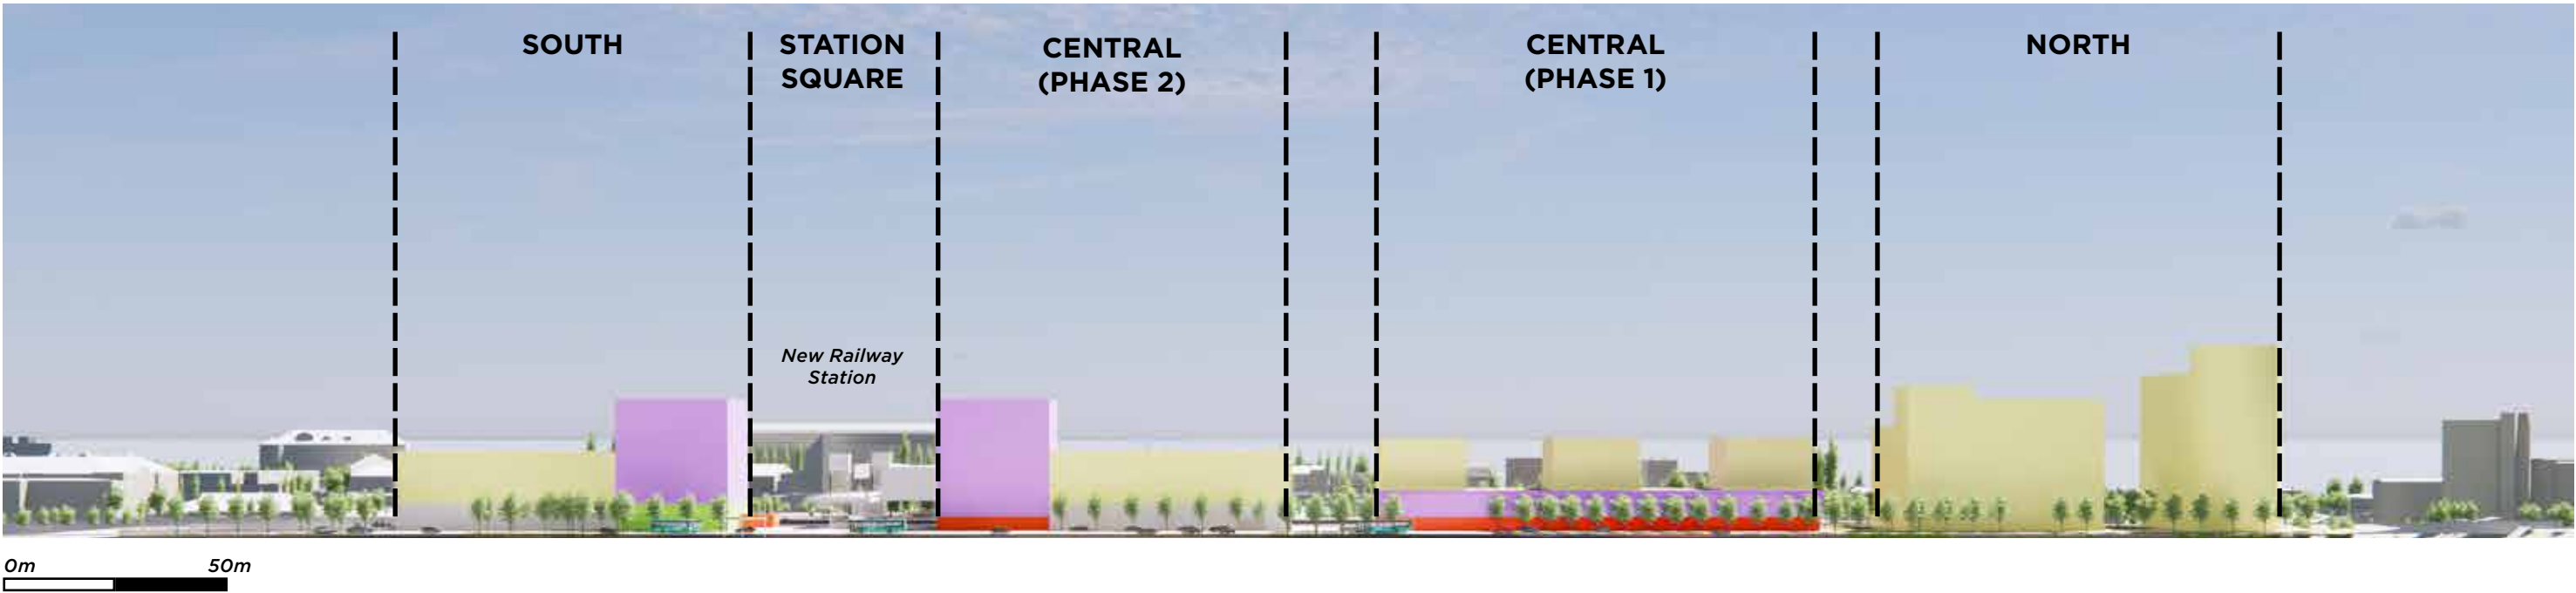 SOUTH
STATION
SQUARE
CENTRAL
(PHASE 2)
CENTRAL
(PHASE 1)
NORTH
New Railway
Station
0m 50m